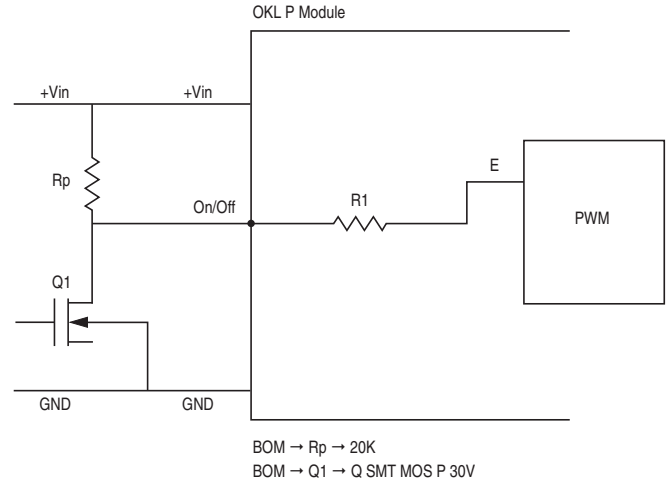 OKL P Module
+Vin
+Vin
Rp
On/Off
R1
E
PWM
Q1
GND
GND
BOM → Rp → 20K
BOM → Q1 → Q SMT MOS P 30V